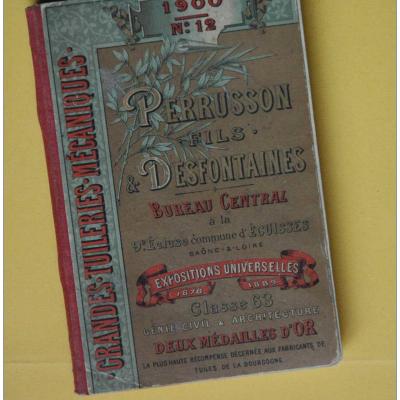 1900
N° 12
GRANDES·TUILERIES·MÉCANIQUES·
PERRUSSON
·FILS·
& DESFONTAINES
BUREAU CENTRAL
à la
9e Écluse commune d'ÉCUISSES
SAÔNE-&-LOIRE
EXPOSITIONS UNIVERSELLES
1878 1889
Classe 63
GÉNIE CIVIL & ARCHITECTURE
DEUX MÉDAILLES D'OR
LA PLUS HAUTE RÉCOMPENSE DÉCERNÉE AUX FABRICANTS DE
TUILES DE LA BOURGOGNE